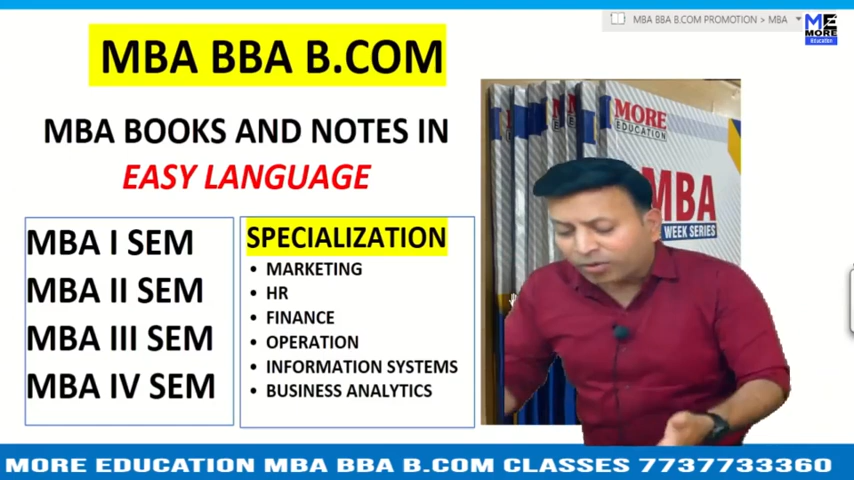 MBA BBA B.COM PROMOTION > MBA
ME
MORE
Education
MBA BBA B.COM
MBA BOOKS AND NOTES IN
EASY LANGUAGE
MBA I SEM
MBA II SEM
MBA III SEM
MBA IV SEM
SPECIALIZATION
• MARKETING
• HR
• FINANCE
• OPERATION
• INFORMATION SYSTEMS
• BUSINESS ANALYTICS
MORE
EDUCATION
MBA
WEEK SERIES
MORE EDUCATION MBA BBA B.COM CLASSES 7737733360